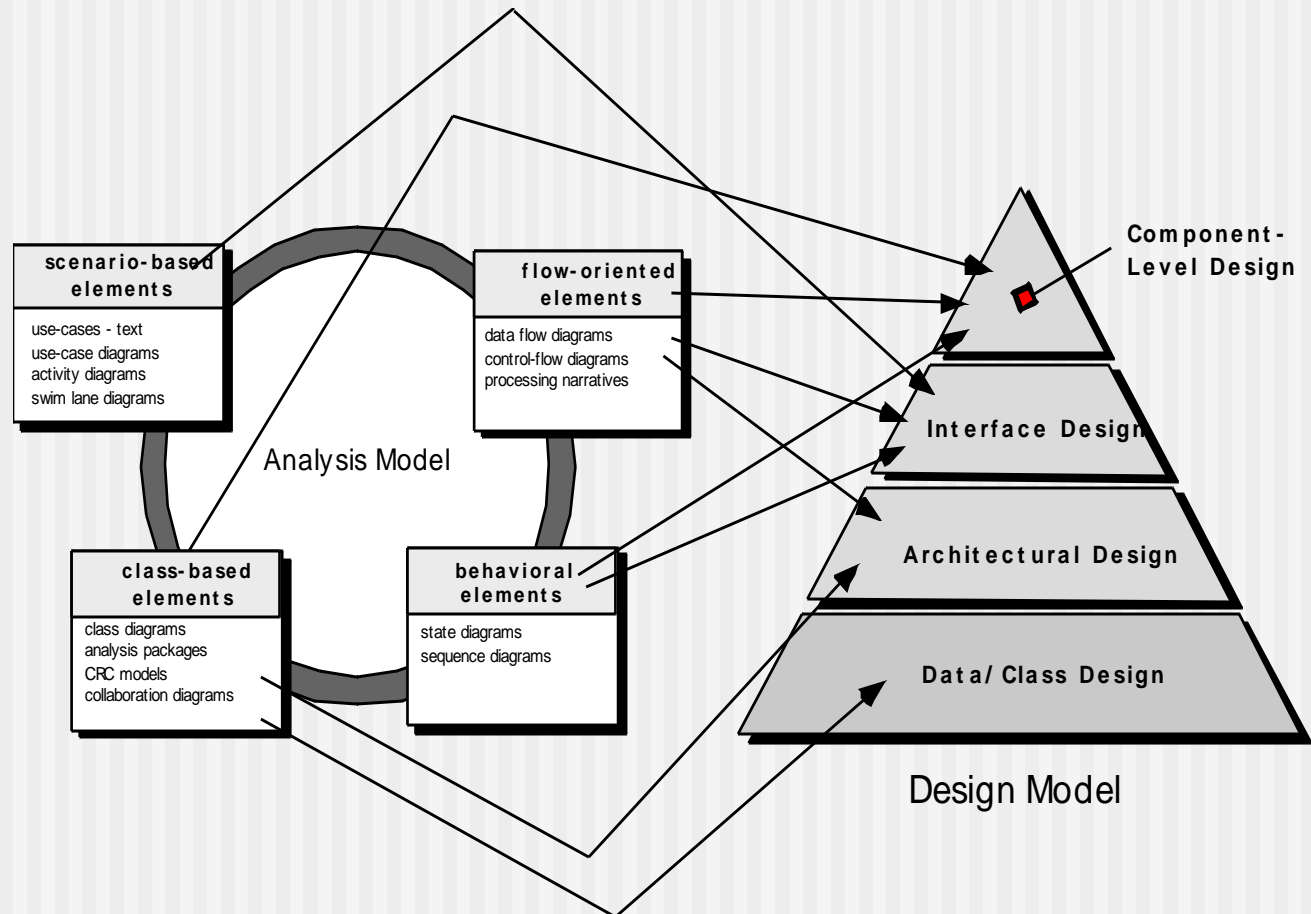 scenario-based
elements
use-cases - text
use-case diagrams
activity diagrams
swim lane diagrams
flow-oriented
elements
data flow diagrams
control-flow diagrams
processing narratives
Analysis Model
class-based
elements
class diagrams
analysis packages
CRC models
collaboration diagrams
behavioral
elements
state diagrams
sequence diagrams
Component-
Level Design
Interface Design
Architectural Design
Data/Class Design
Design Model